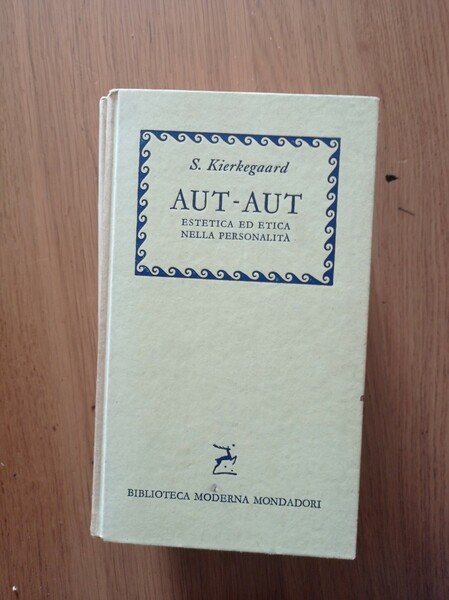 S. Kierkegaard
AUT-AUT
ESTETICA ED ETICA
NELLA PERSONALITÀ
BIBLIOTECA MODERNA MONDADORI